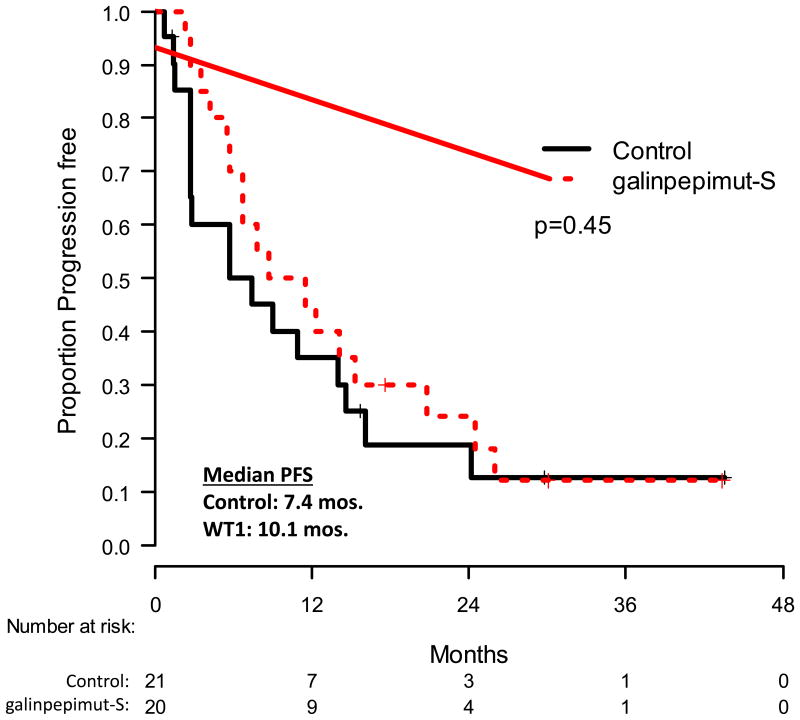 1.0
0.9
0.8
0.7
0.6
0.5
0.4
0.3
0.2
0.1
0.0
Proportion Progression free
Control
galinpepimut-S
p=0.45
Median PFS
Control: 7.4 mos.
WT1: 10.1 mos.
0 12 24 36 48
Number at risk:
Months
Control: 21 7 3 1 0
galinpepimut-S: 20 9 4 1 0